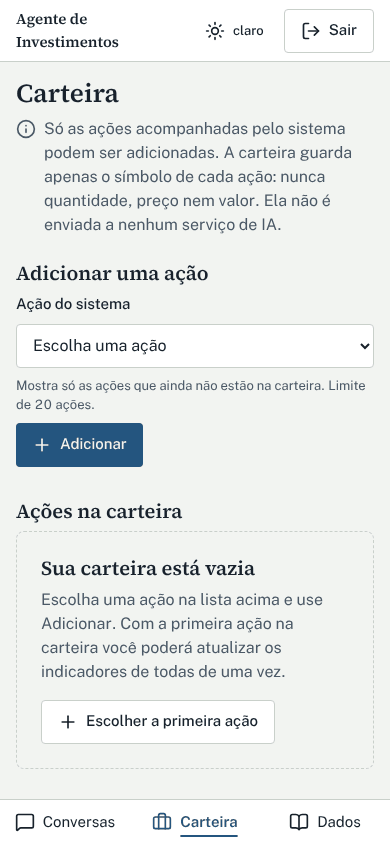 Agente de
Investimentos
claro
Sair
Carteira
Só as ações acompanhadas pelo sistema
podem ser adicionadas. A carteira guarda
apenas o símbolo de cada ação: nunca
quantidade, preço nem valor. Ela não é
enviada a nenhum serviço de IA.
Adicionar uma ação
Ação do sistema
Escolha uma ação
Mostra só as ações que ainda não estão na carteira. Limite
de 20 ações.
Adicionar
Ações na carteira
Sua carteira está vazia
Escolha uma ação na lista acima e use
Adicionar. Com a primeira ação na
carteira você poderá atualizar os
indicadores de todas de uma vez.
Escolher a primeira ação
Conversas
Carteira
Dados